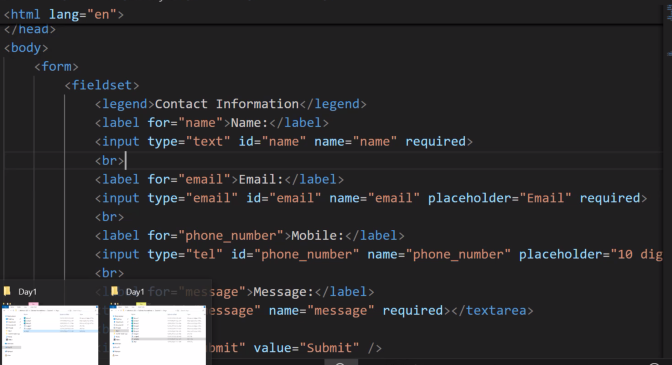 <html lang="en">
</head>
<body>
<form>
<fieldset>
<legend>Contact Information</legend>
<label for="name">Name:</label>
<input type="text" id="name" name="name" required>
<br>
<label for="email">Email:</label>
<input type="email" id="email" name="email" placeholder="Email" required>
<br>
<label for="phone_number">Mobile:</label>
<input type="tel" id="phone_number" name="phone_number" placeholder="10 dig
<br>
for="message">Message:</label>
message" name="message" required></textarea>
bmit" value="Submit" />
Day1
Day1